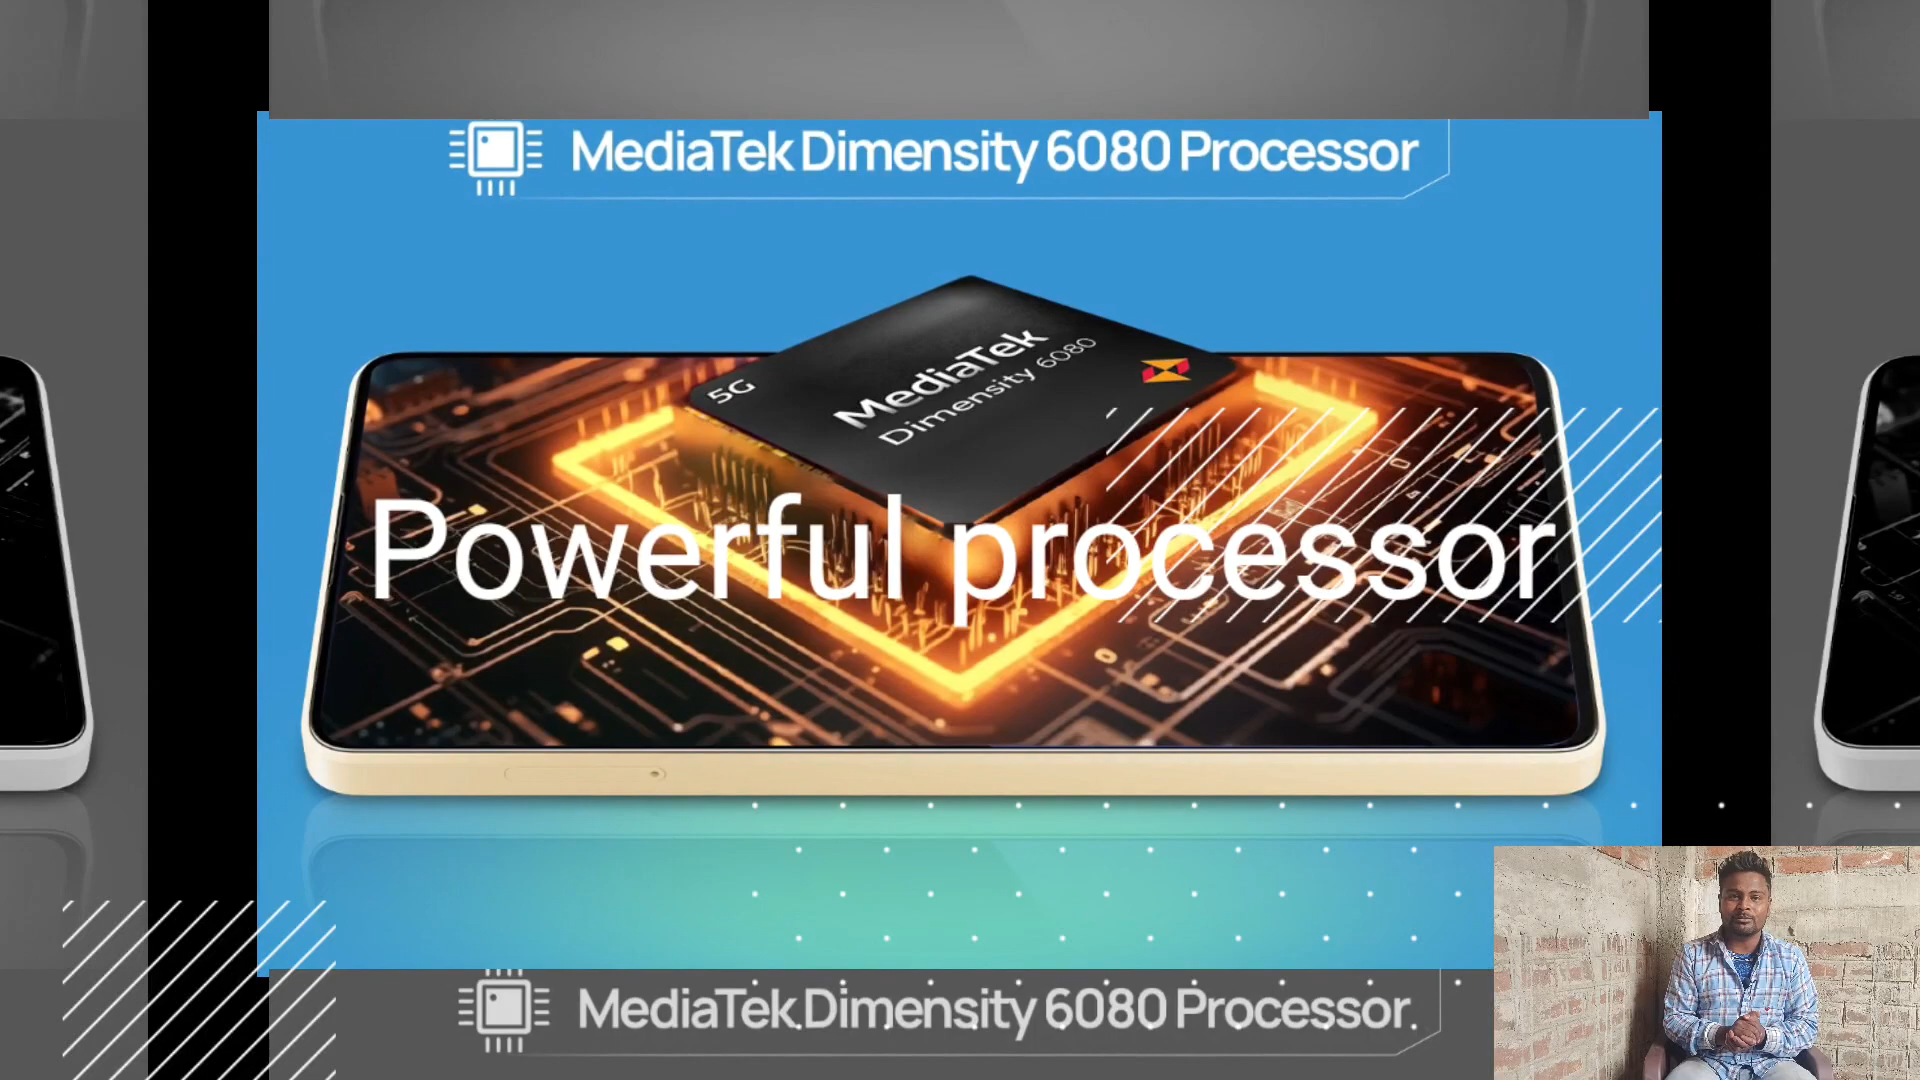 MediaTek Dimensity 6080 Processor
5G
MediaTek
Dimensity 6080
Powerful processor
MediaTek Dimensity 6080 Processor